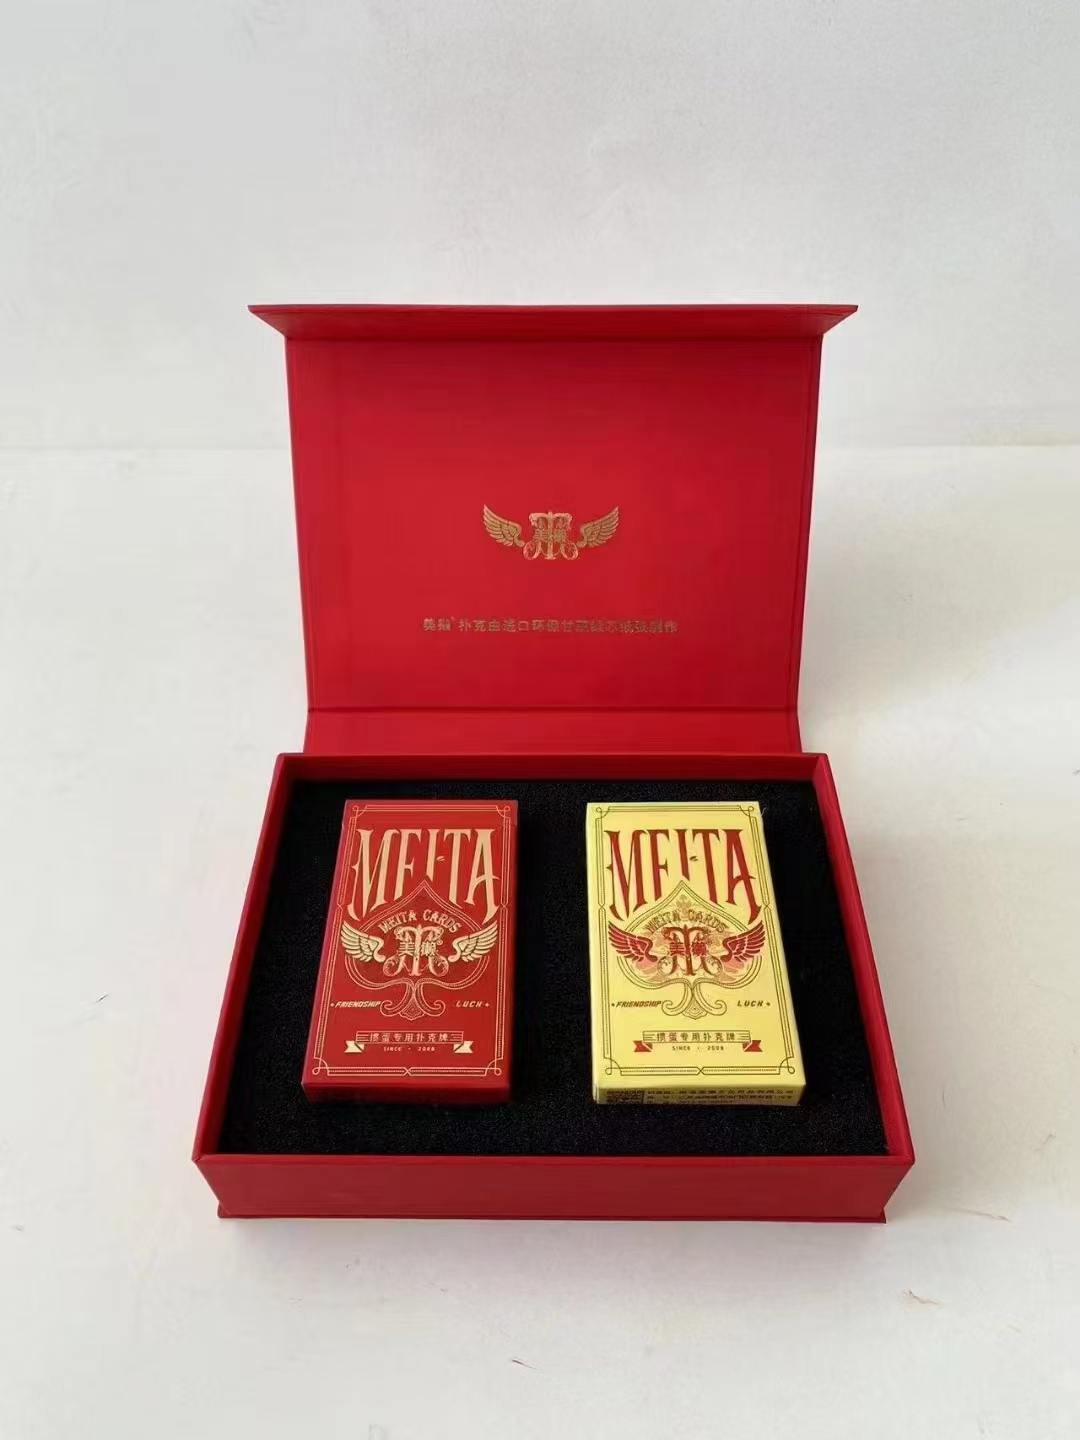 美獭
美獭®扑克由进口环保甘蔗绿芯纸张制作
MEITA
MEITA CARDS
美獭
FRIENDSHIP LUCK
掼蛋专用扑克牌
SINCE • 2008
MEITA
MEITA CARDS
美獭
FRIENDSHIP LUCK
掼蛋专用扑克牌
SINCE • 2008